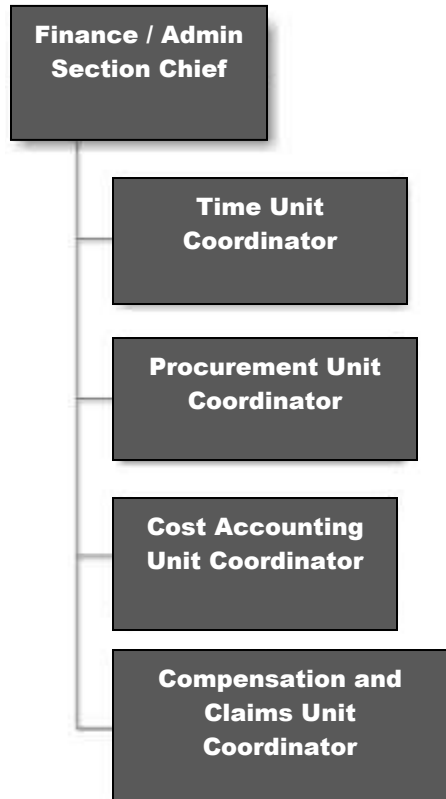 Finance / Admin
Section Chief
Time Unit
Coordinator
Procurement Unit
Coordinator
Cost Accounting
Unit Coordinator
Compensation and
Claims Unit
Coordinator